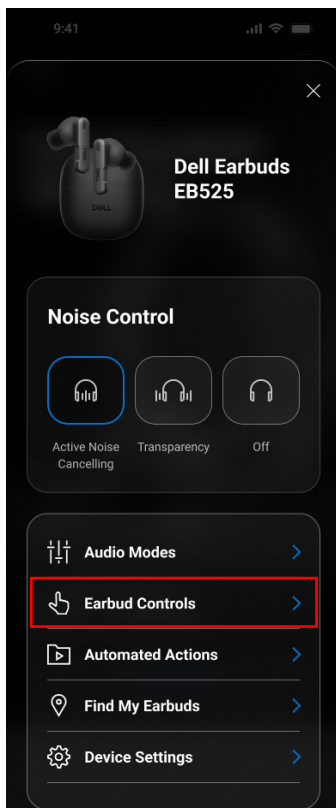 9:41
Dell Earbuds
EB525
DELL
Noise Control
Active Noise
Cancelling
Transparency
Off
Audio Modes
Earbud Controls
Automated Actions
Find My Earbuds
Device Settings